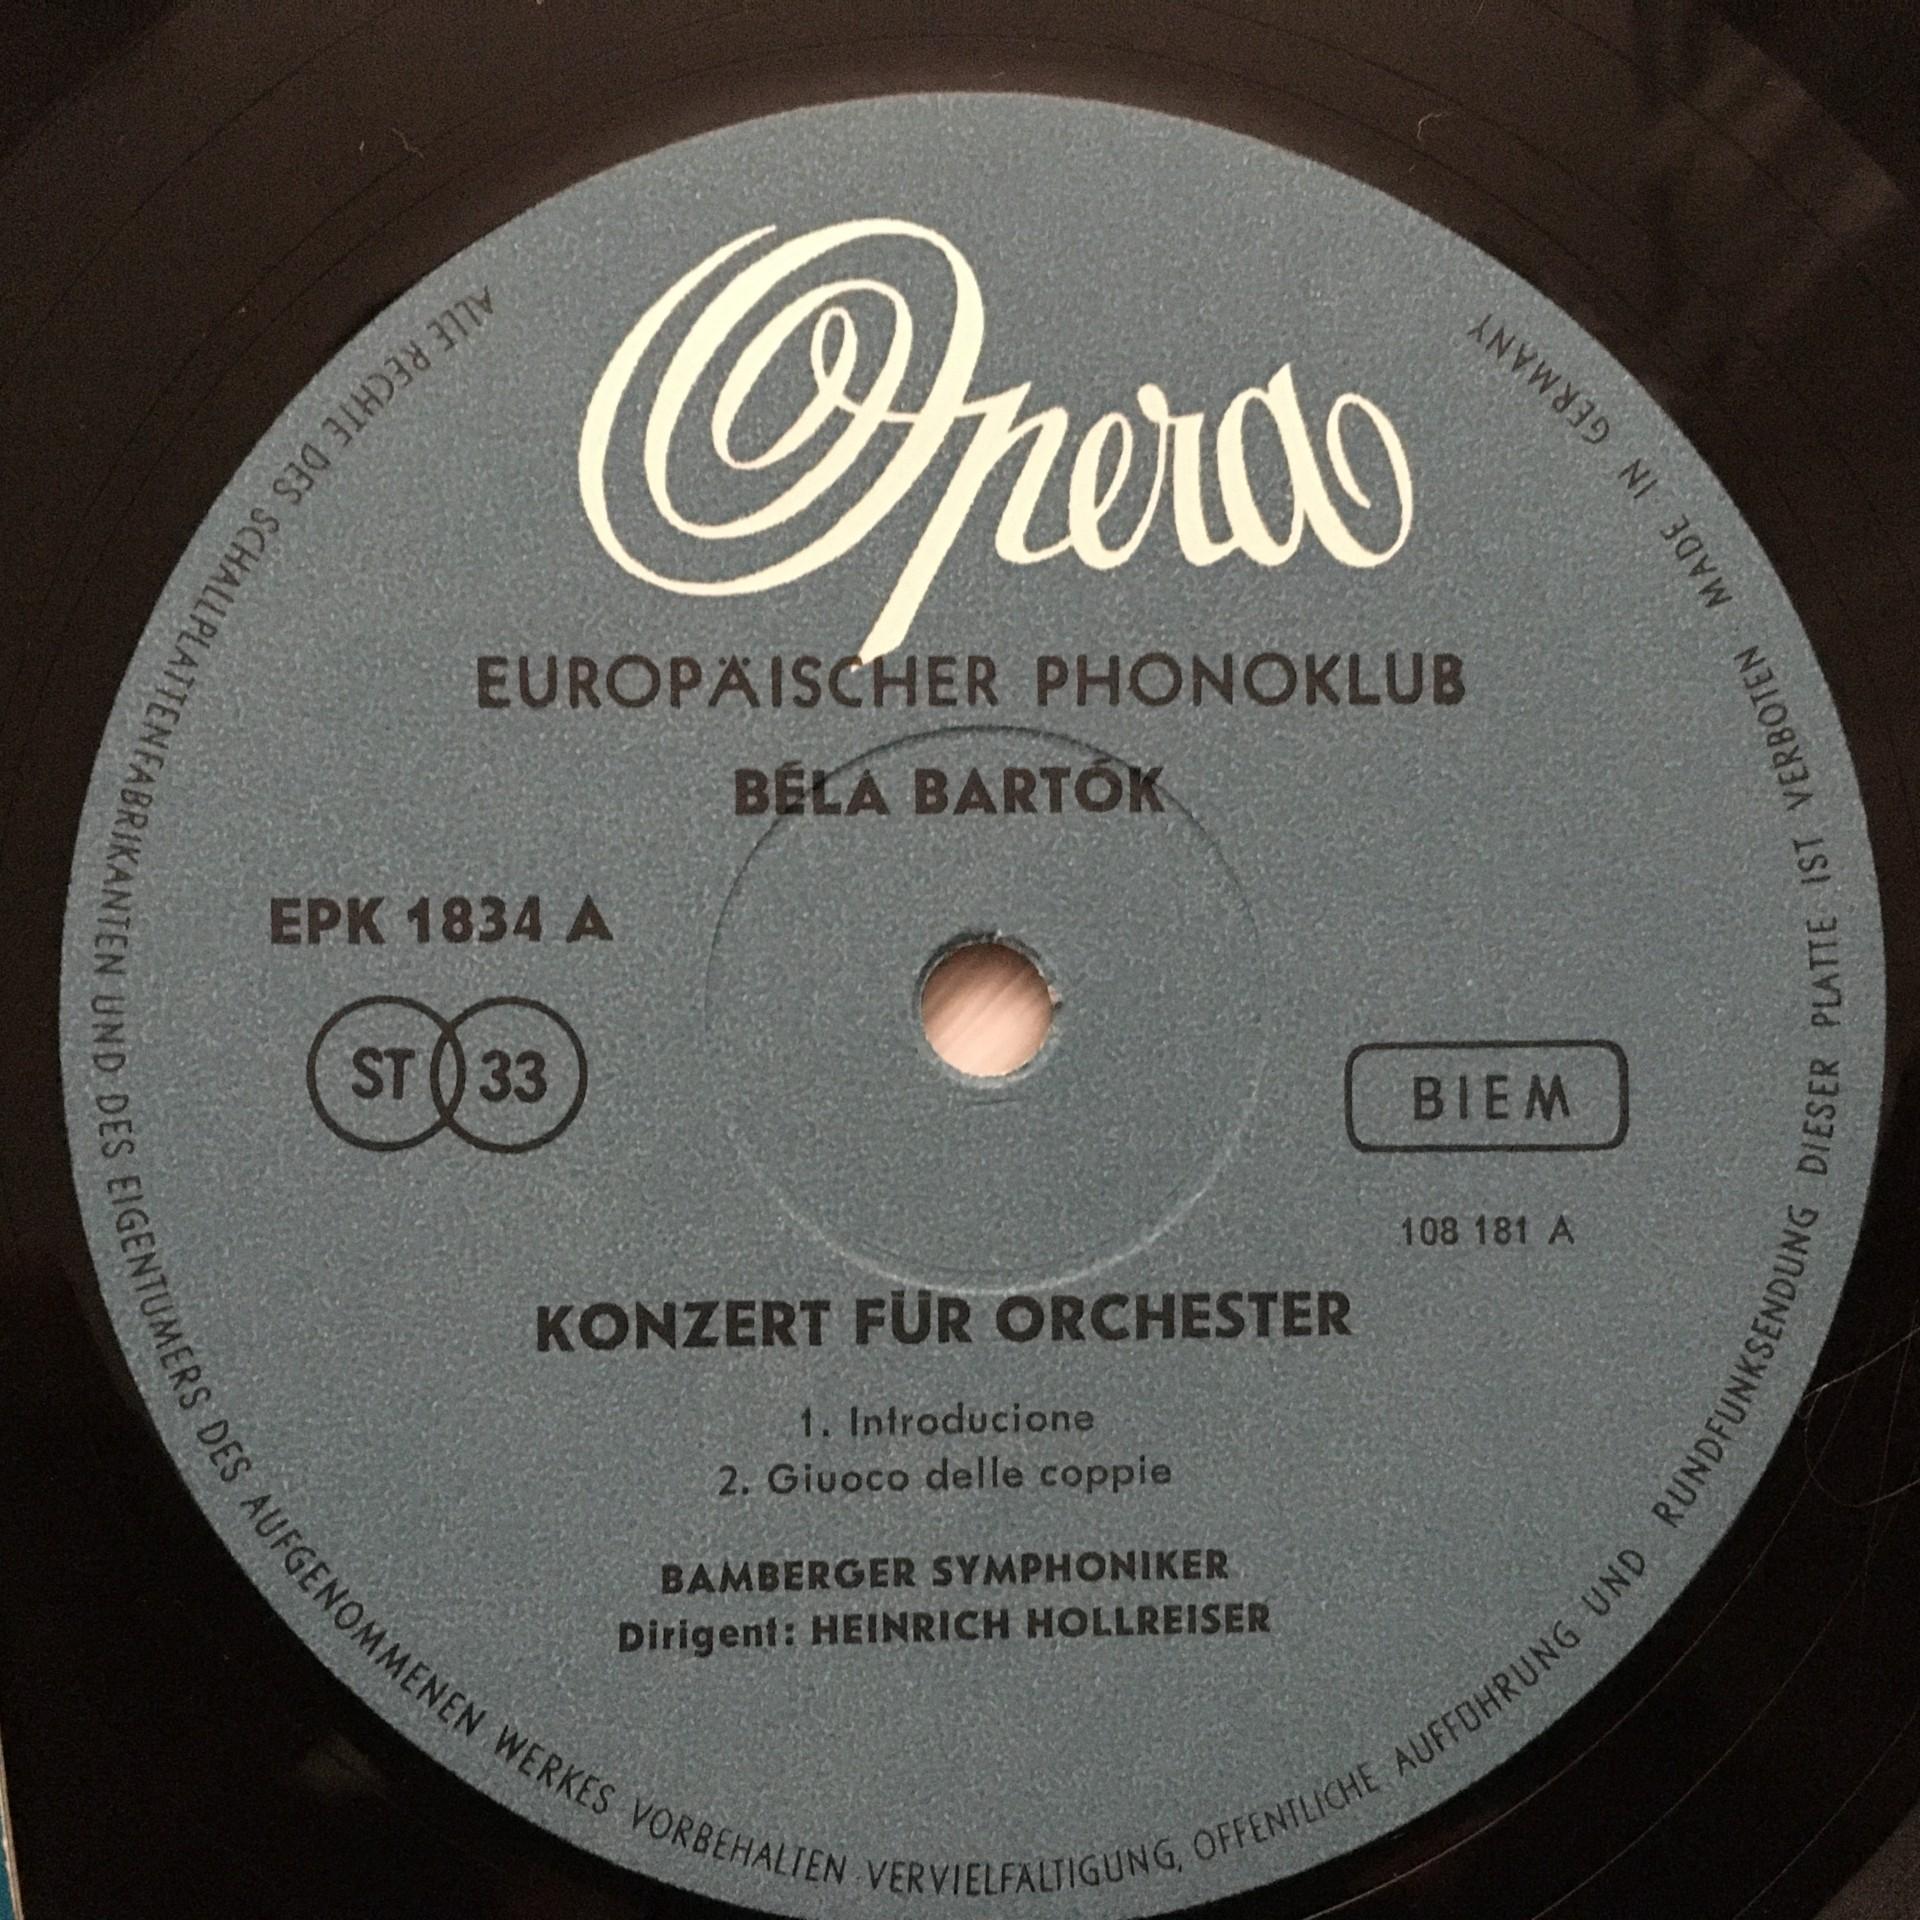 Opera
EUROPÄISCHER PHONOKLUB
BÉLA BARTÓK
EPK 1834 A
ST 33
BIEM
108 181 A
KONZERT FÜR ORCHESTER
1. Introducione
2. Giuoco delle coppie
BAMBERGER SYMPHONIKER
Dirigent: HEINRICH HOLLREISER
ALLE RECHTE DES SCHALLPLATTENFABRIKANTEN UND DES EIGENTUMERS DES AUFGENOMMENEN WERKES VORBEHALTEN VERVIELFÄLTIGUNG, OFFENTLICHE AUFFÜHRUNG UND RUNDFUNKSENDUNG DIESER PLATTE IST VERBOTEN · MADE IN GERMANY